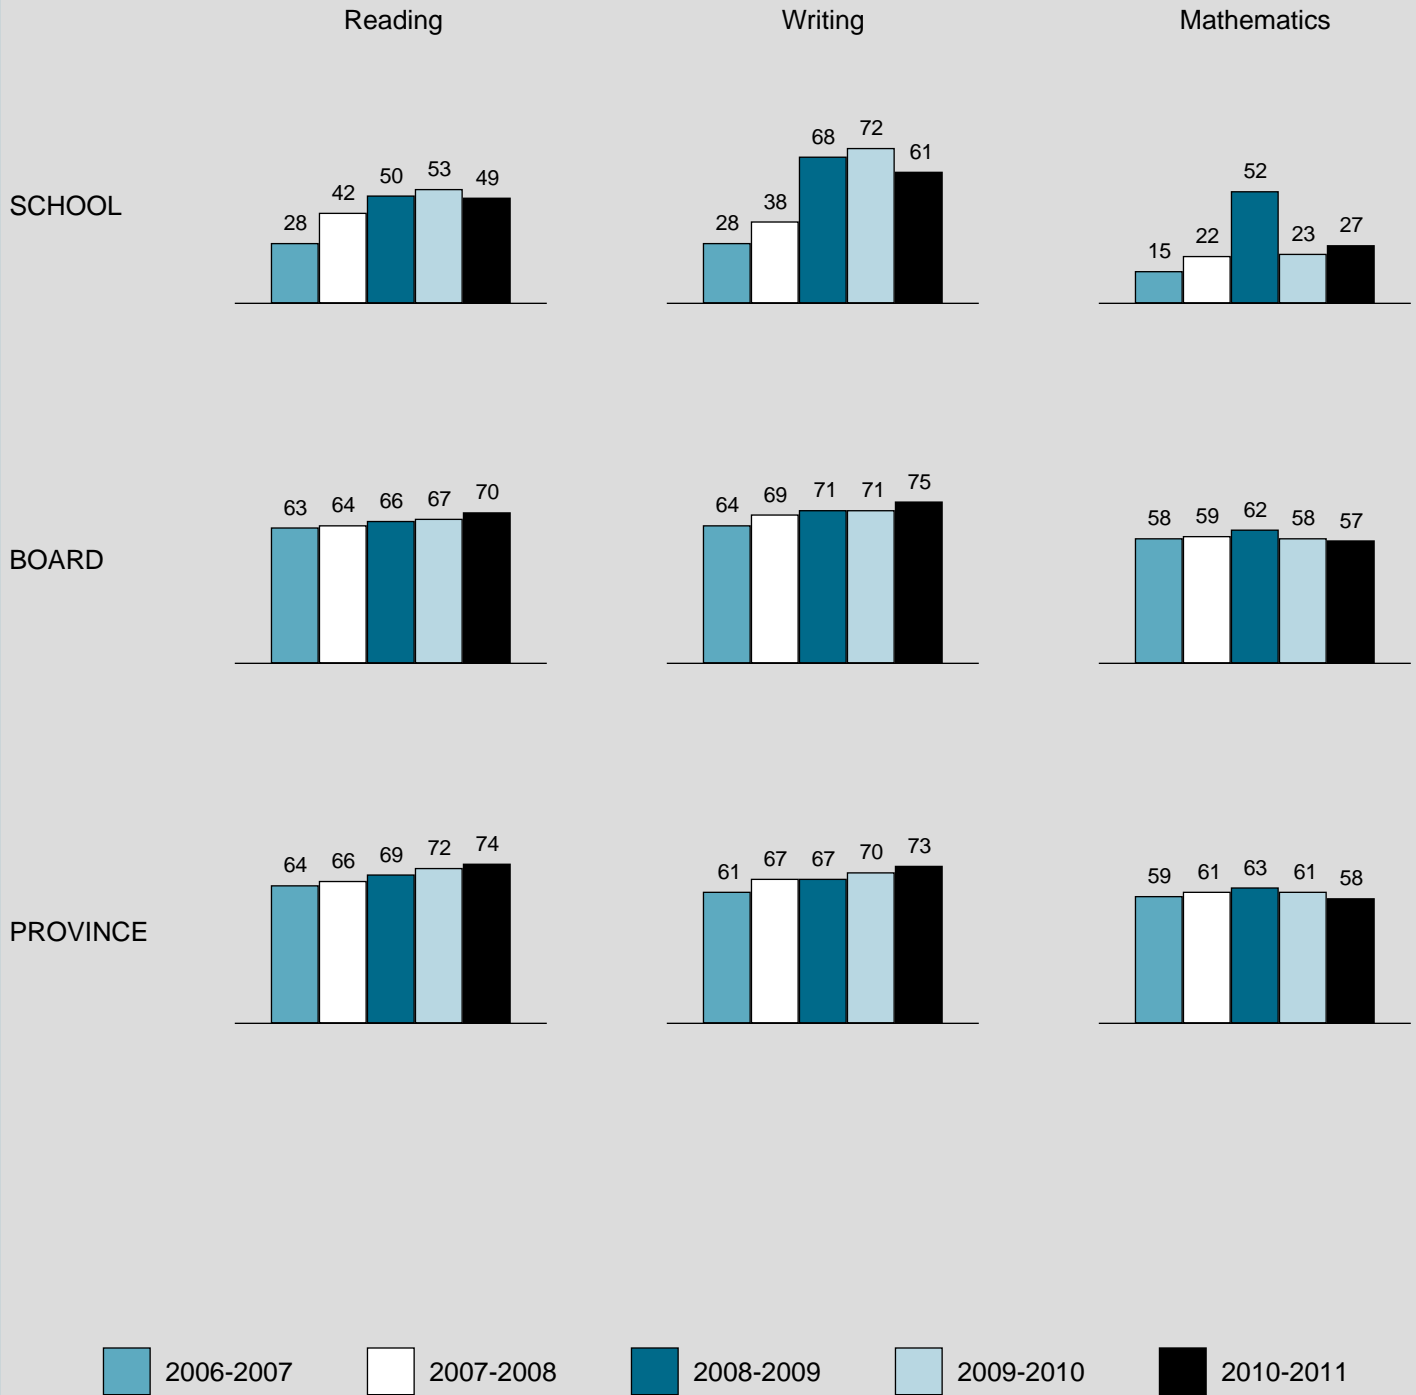 Reading Writing Mathematics
SCHOOL
28 42 50 53 49
28 38 68 72 61
15 22 52 23 27
BOARD
63 64 66 67 70
64 69 71 71 75
58 59 62 58 57
PROVINCE
64 66 69 72 74
61 67 67 70 73
59 61 63 61 58
2006-2007 2007-2008 2008-2009 2009-2010 2010-2011